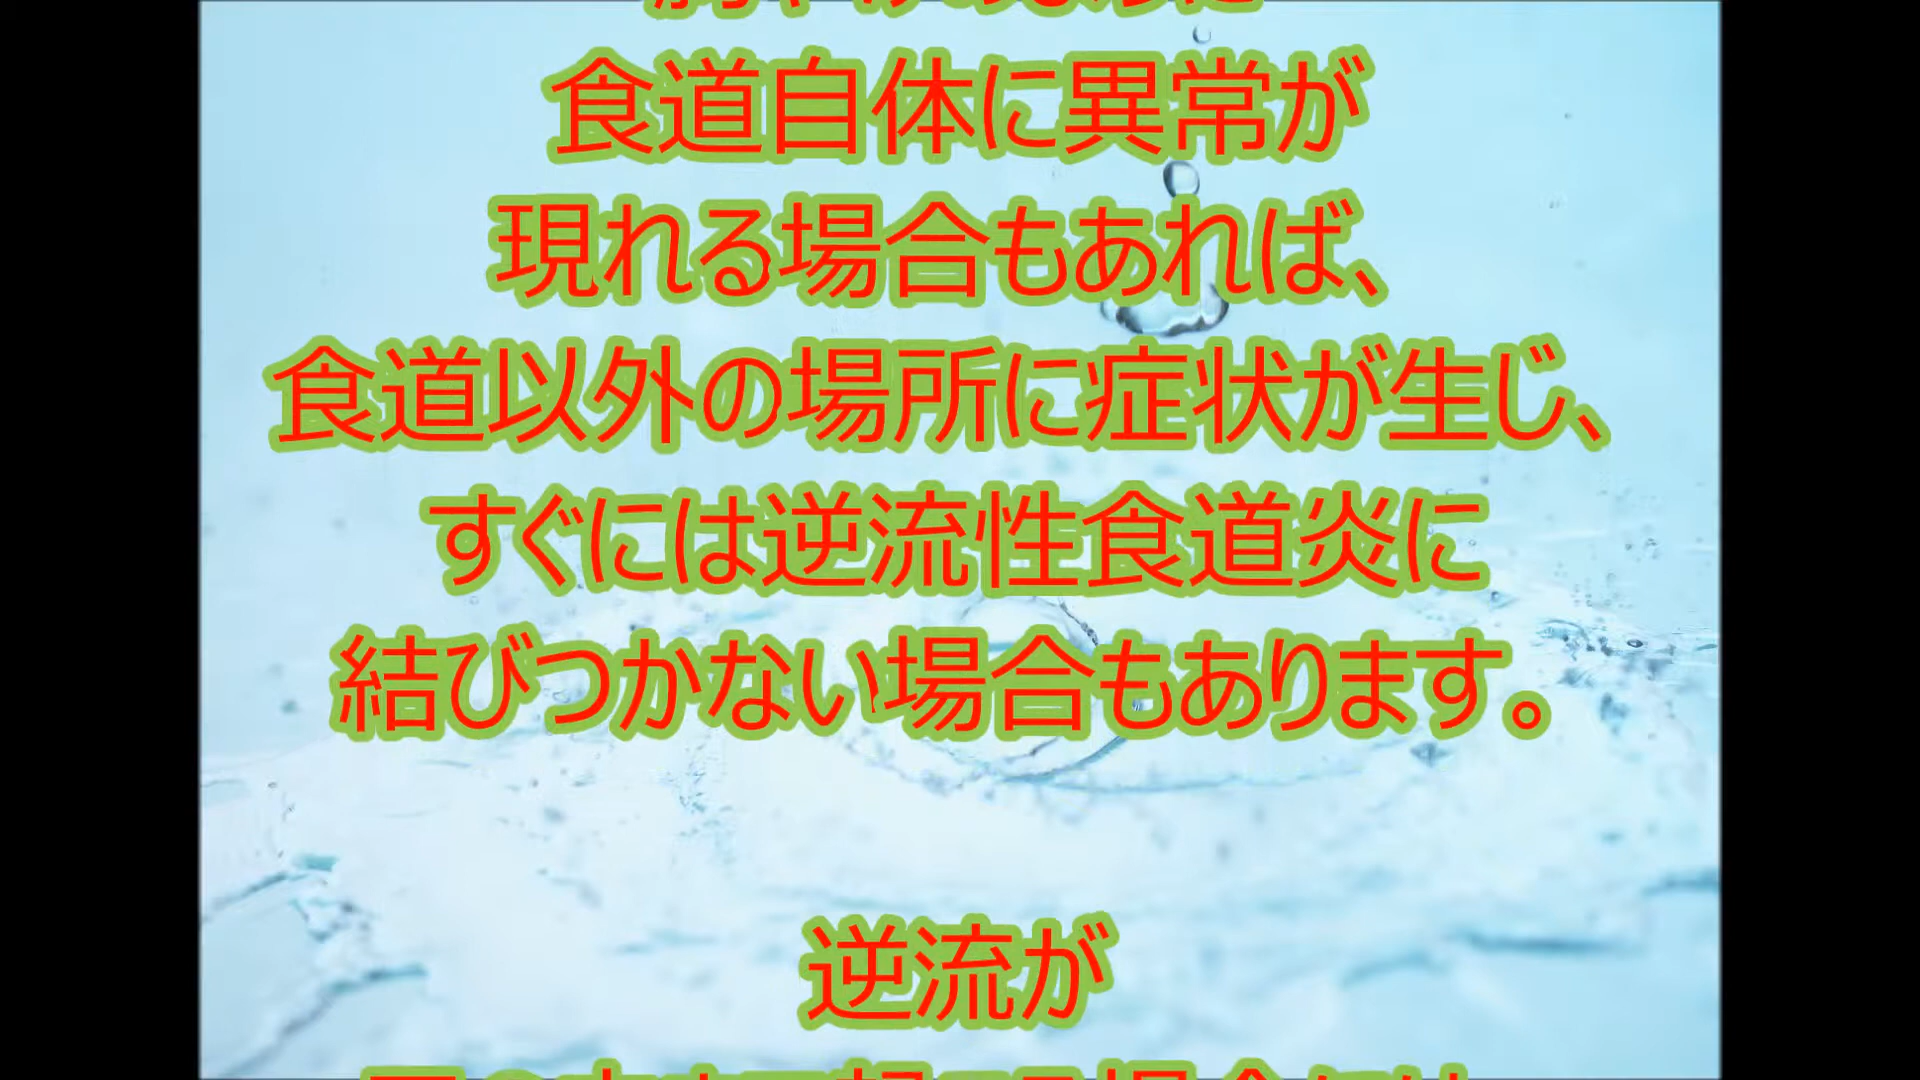 食道自体に異常が
現れる場合もあれば、
食道以外の場所に症状が生じ、
すぐには逆流性食道炎に
結びつかない場合もあります。
逆流が